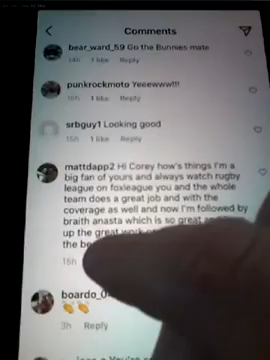 Comments
bear_ward_59 Go the Bunnies mate
1 like Reply
punkrockmoto Yeeewww!!!
16h 1 like Reply
srbguy1 Looking good
15h 1 like Reply
mattdapp2 Hi Corey how's things I'm a
big fan of yours and always watch rugby
league on foxleague you and the whole
team does a great job and with the
coverage as well and now I'm followed by
braith anasta which is so great
up the great
the be
15h
boardo_0
👏👏
3h Reply